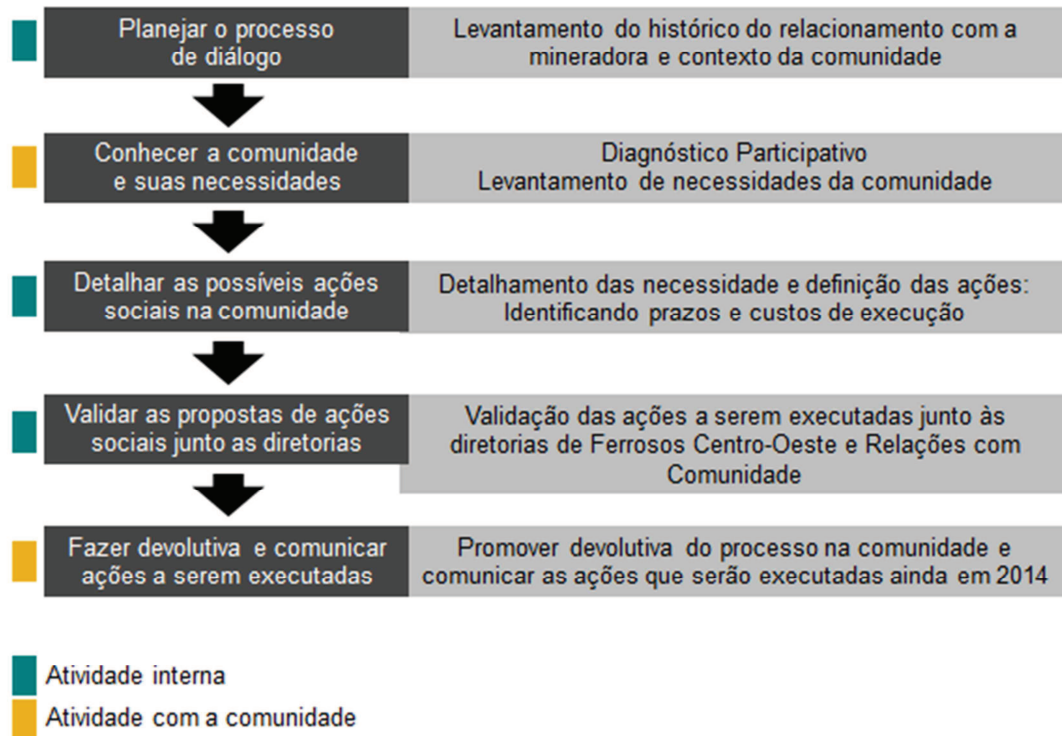 Planejar o processo
de diálogo
Levantamento do histórico do relacionamento com a
mineradora e contexto da comunidade
Conhecer a comunidade
e suas necessidades
Diagnóstico Participativo
Levantamento de necessidades da comunidade
Detalhar as possíveis ações
sociais na comunidade
Detalhamento das necessidade e definição das ações:
Identificando prazos e custos de execução
Validar as propostas de ações
sociais junto as diretorias
Validação das ações a serem executadas junto às
diretorias de Ferrosos Centro-Oeste e Relações com
Comunidade
Fazer devolutiva e comunicar
ações a serem executadas
Promover devolutiva do processo na comunidade e
comunicar as ações que serão executadas ainda em 2014
Atividade interna
Atividade com a comunidade